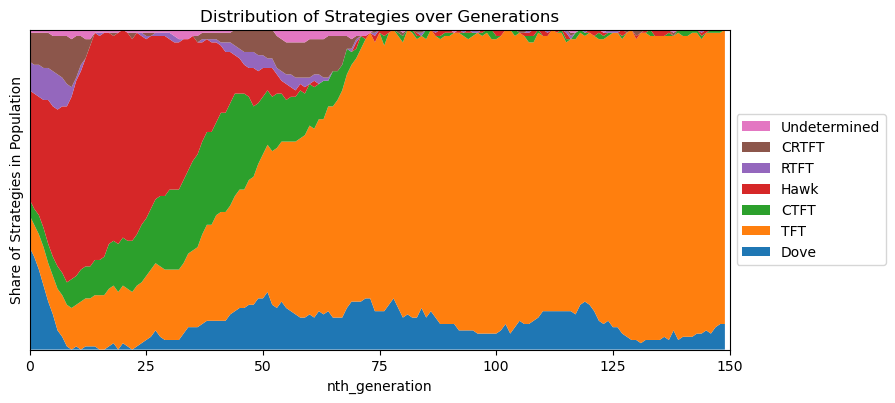 Distribution of Strategies over Generations
Share of Strategies in Population
Undetermined
CRTFT
RTFT
Hawk
CTFT
TFT
Dove
0 25 50 75 100 125 150
nth_generation